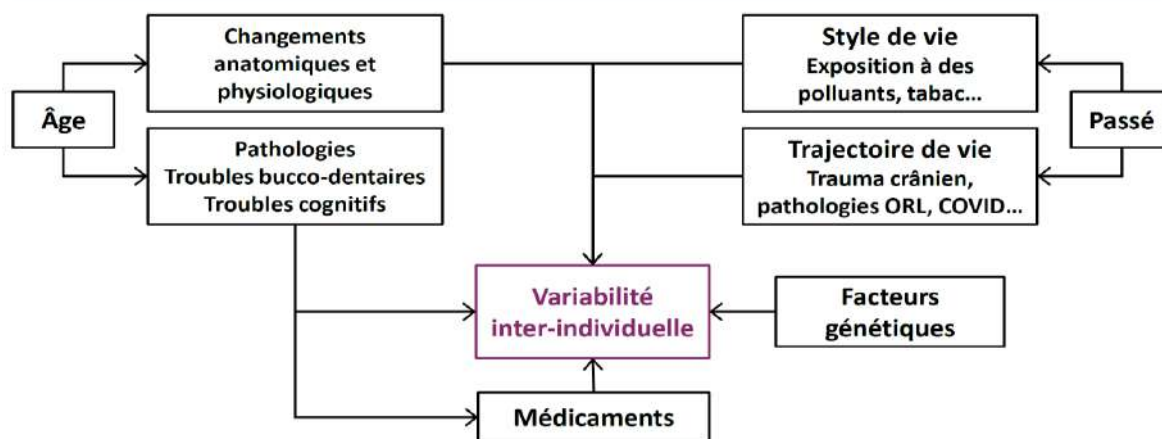 Changements
anatomiques et
physiologiques
Style de vie
Exposition à des
polluants, tabac...
Âge
Passé
Pathologies
Troubles bucco-dentaires
Troubles cognitifs
Trajectoire de vie
Trauma crânien,
pathologies ORL, COVID...
Variabilité
inter-individuelle
Facteurs
génétiques
Médicaments